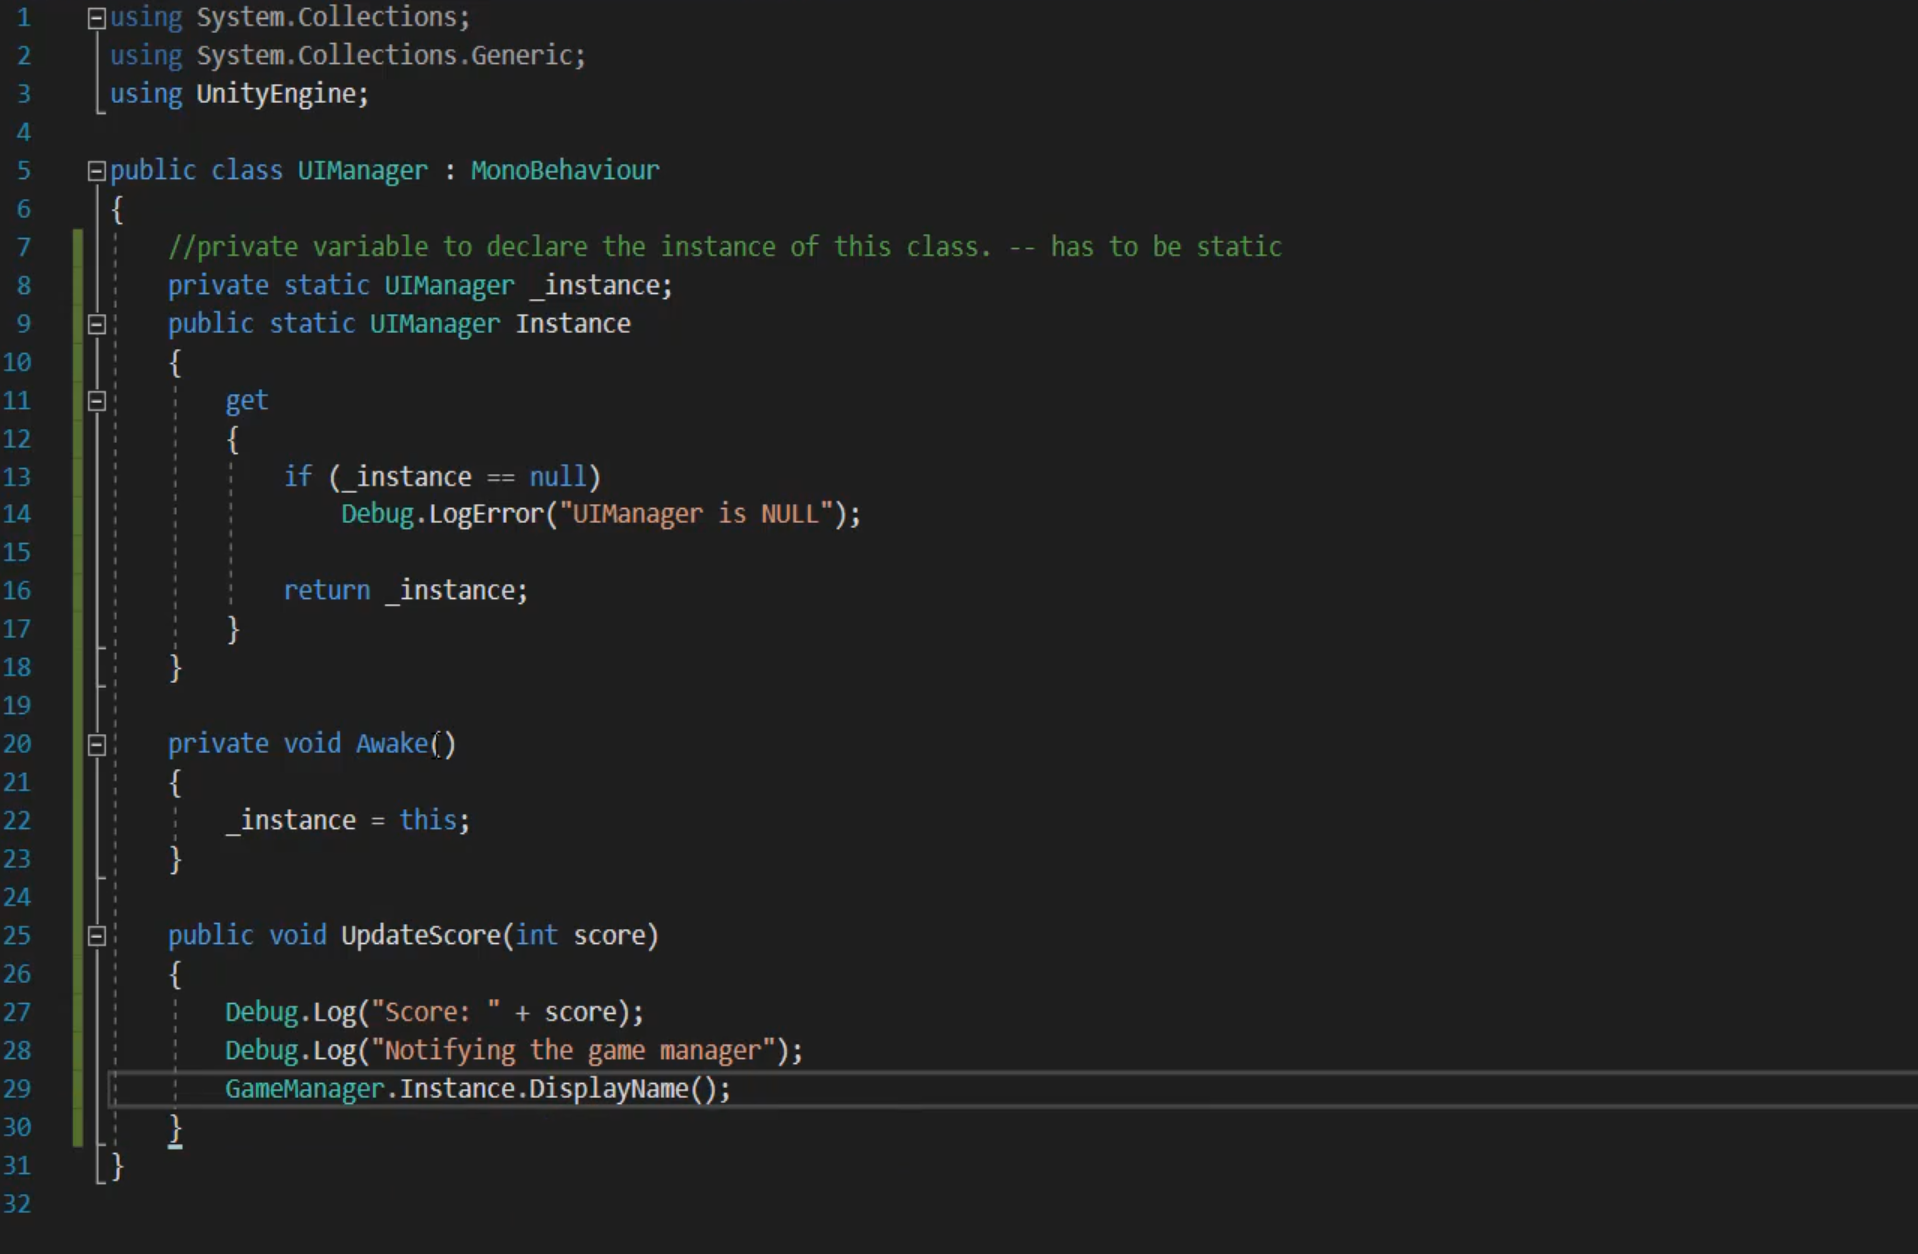 1 using System.Collections;
2 using System.Collections.Generic;
3 using UnityEngine;
4
5 public class UIManager : MonoBehaviour
6 {
7     //private variable to declare the instance of this class. -- has to be static
8     private static UIManager _instance;
9     public static UIManager Instance
10     {
11         get
12         {
13             if (_instance == null)
14                 Debug.LogError("UIManager is NULL");
15
16             return _instance;
17         }
18     }
19
20     private void Awake()
21     {
22         _instance = this;
23     }
24
25     public void UpdateScore(int score)
26     {
27         Debug.Log("Score: " + score);
28         Debug.Log("Notifying the game manager");
29         GameManager.Instance.DisplayName();
30     }
31 }
32